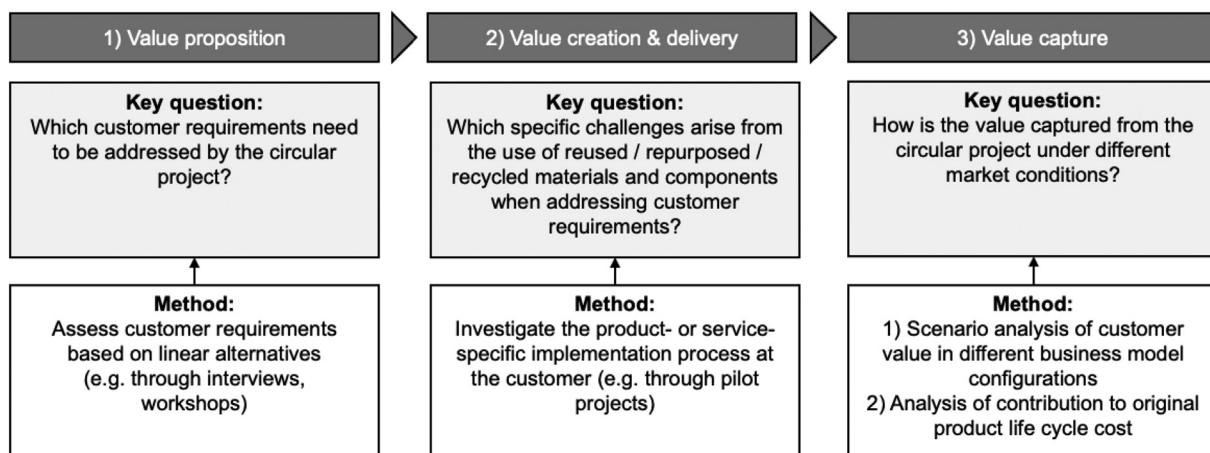 1) Value proposition
2) Value creation & delivery
3) Value capture
Key question:
Which customer requirements need
to be addressed by the circular
project?
Key question:
Which specific challenges arise from
the use of reused / repurposed /
recycled materials and components
when addressing customer
requirements?
Key question:
How is the value captured from the
circular project under different
market conditions?
Method:
Assess customer requirements
based on linear alternatives
(e.g. through interviews,
workshops)
Method:
Investigate the product- or service-
specific implementation process at
the customer (e.g. through pilot
projects)
Method:
1) Scenario analysis of customer
value in different business model
configurations
2) Analysis of contribution to original
product life cycle cost